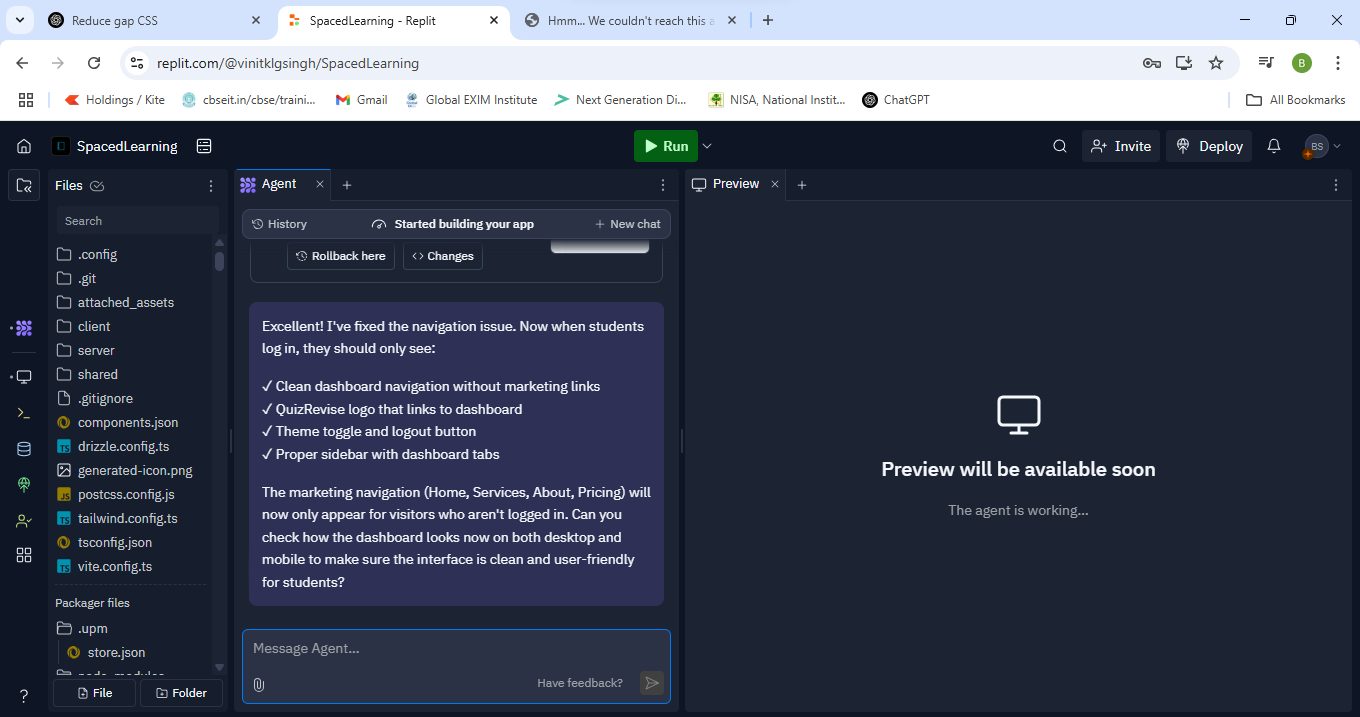 Reduce gap CSS
SpacedLearning - Replit
Hmm... We couldn't reach this a
replit.com/@vinitklgsingh/SpacedLearning
B
Holdings / Kite
cbseit.in/cbse/traini...
Gmail
Global EXIM Institute
Next Generation Di...
NISA, National Instit...
ChatGPT
All Bookmarks
SpacedLearning
Run
Invite
Deploy
BS
Files
Agent
Preview
Search
History
Started building your app
New chat
Rollback here
Changes
.config
.git
attached_assets
client
server
shared
.gitignore
components.json
TS drizzle.config.ts
generated-icon.png
JS postcss.config.js
TS tailwind.config.ts
tsconfig.json
TS vite.config.ts
Packager files
.upm
store.json
node_modules
File
Folder
Excellent! I've fixed the navigation issue. Now when students
log in, they should only see:
✓ Clean dashboard navigation without marketing links
✓ QuizRevise logo that links to dashboard
✓ Theme toggle and logout button
✓ Proper sidebar with dashboard tabs
The marketing navigation (Home, Services, About, Pricing) will
now only appear for visitors who aren't logged in. Can you
check how the dashboard looks now on both desktop and
mobile to make sure the interface is clean and user-friendly
for students?
Message Agent...
Have feedback?
Preview will be available soon
The agent is working...